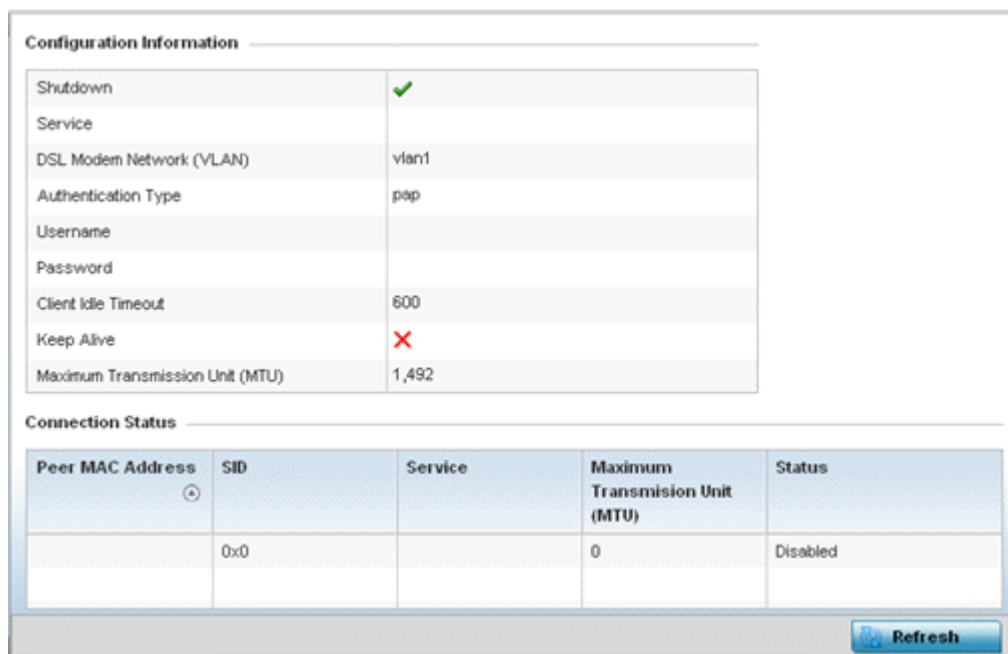 Configuration Information
Shutdown
Service
DSL Modem Network (VLAN) vlan1
Authentication Type pap
Username
Password
Client Idle Timeout 600
Keep Alive
Maximum Transmission Unit (MTU) 1,492
Connection Status
Peer MAC Address SID Service Maximum Transmision Unit (MTU) Status
0x0 0 Disabled
Refresh